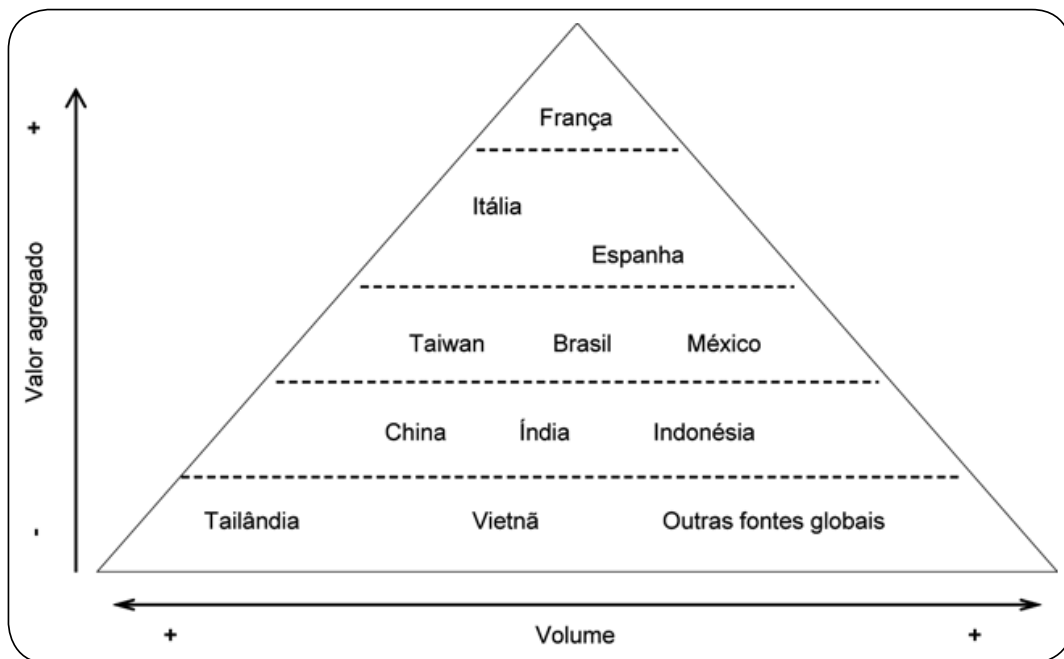 +
França
Itália
Espanha
Valor agregado
Taiwan Brasil México
China Índia Indonésia
Tailândia Vietnã Outras fontes globais
-
+ Volume +